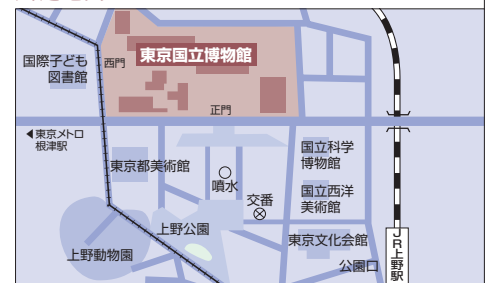 東京国立博物館
国際子ども
図書館
西門
正門
◀東京メトロ
根津駅
東京都美術館
噴水
国立科学
博物館
交番
国立西洋
美術館
上野公園
東京文化会館
上野動物園
公園口
JR上野駅